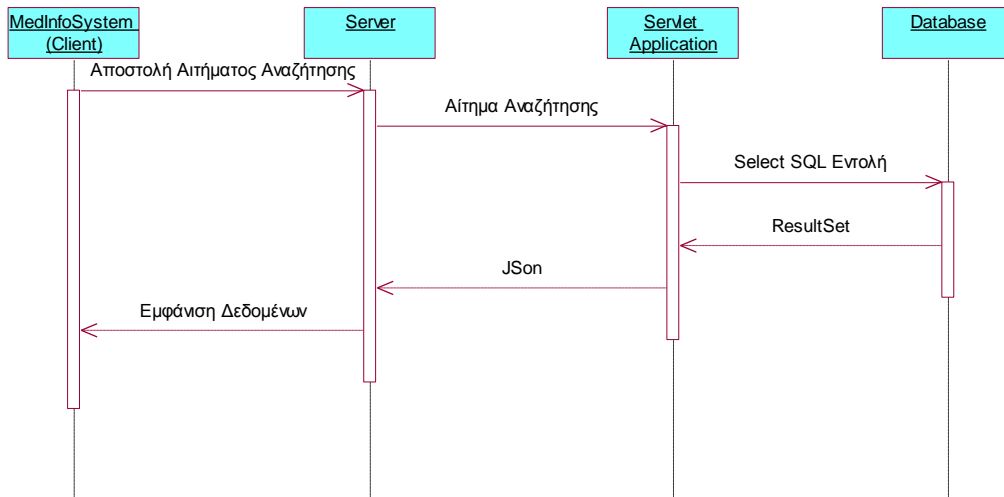 MedInfoSystem
(Client)
Server
Servlet
Application
Database
Αποστολή Αιτήματος Αναζήτησης
Αίτημα Αναζήτησης
Select SQL Εντολή
ResultSet
JSon
Εμφάνιση Δεδομένων